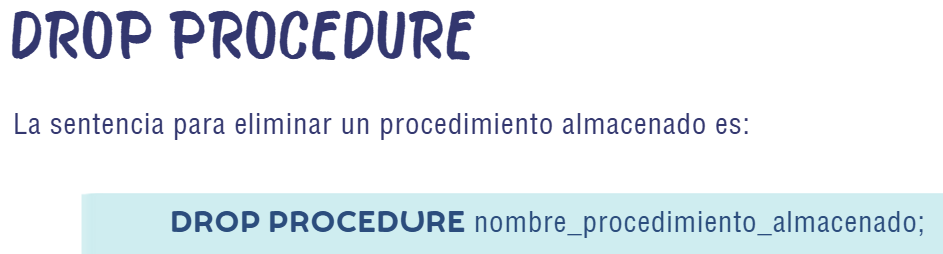 DROP PROCEDURE
La sentencia para eliminar un procedimiento almacenado es:
DROP PROCEDURE nombre_procedimiento_almacenado;